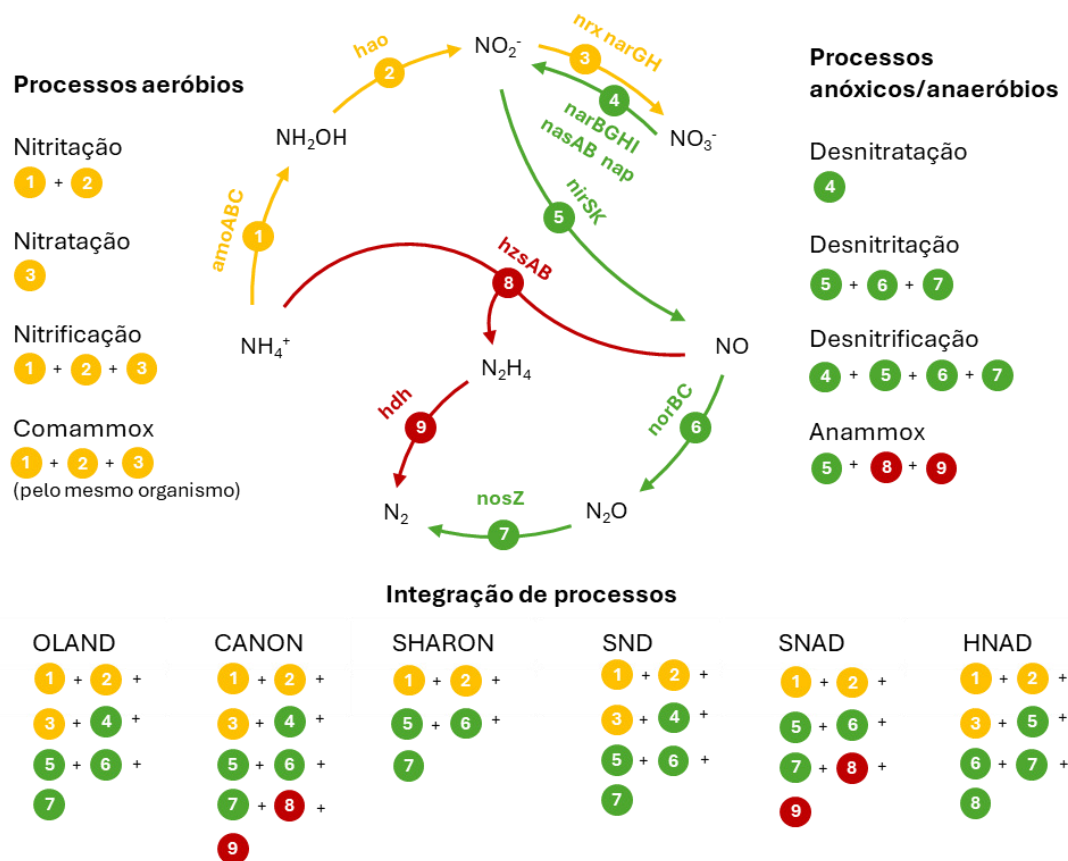 Processos aeróbios
Nitritação
1 + 2
Nitratação
3
Nitrificação
1 + 2 + 3
Comammox
1 + 2 + 3
(pelo mesmo organismo)
hao
2
NO₂⁻
nrx narGH
3
4
narBGHI
nasAB nap
NO₃⁻
NH₂OH
amoABC
1
nirSK
5
hzsAB
8
NH₄⁺
N₂H₄
NO
hdh
9
norBC
6
N₂
nosZ
7
N₂O
Processos
anóxicos/anaeróbios
Desnitratação
4
Desnitritação
5 + 6 + 7
Desnitrificação
4 + 5 + 6 + 7
Anammox
5 + 8 + 9
Integração de processos
OLAND
1 + 2 +
3 + 4 +
5 + 6 +
7
CANON
1 + 2 +
3 + 4 +
5 + 6 +
7 + 8 +
9
SHARON
1 + 2 +
5 + 6 +
7
SND
1 + 2 +
3 + 4 +
5 + 6 +
7
SNAD
1 + 2 +
5 + 6 +
7 + 8 +
9
HNAD
1 + 2 +
3 + 5 +
6 + 7 +
8